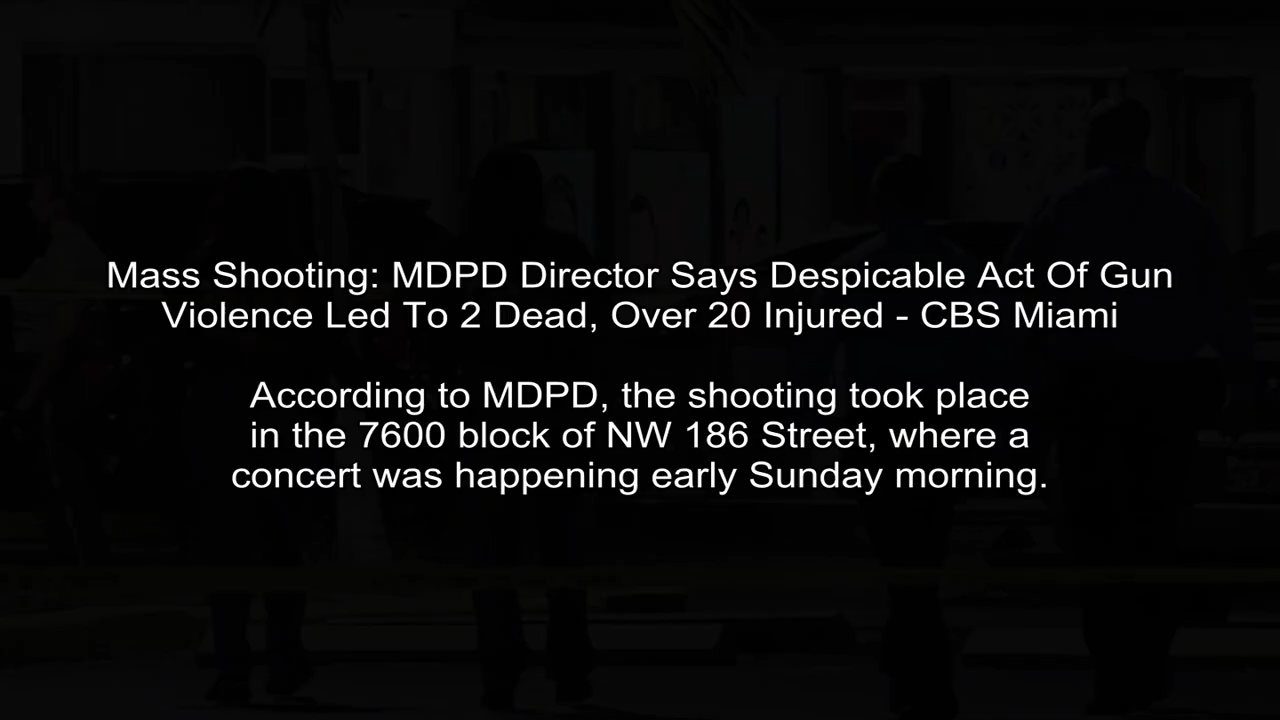 Mass Shooting: MDPD Director Says Despicable Act Of Gun
Violence Led To 2 Dead, Over 20 Injured - CBS Miami
According to MDPD, the shooting took place
in the 7600 block of NW 186 Street, where a
concert was happening early Sunday morning.